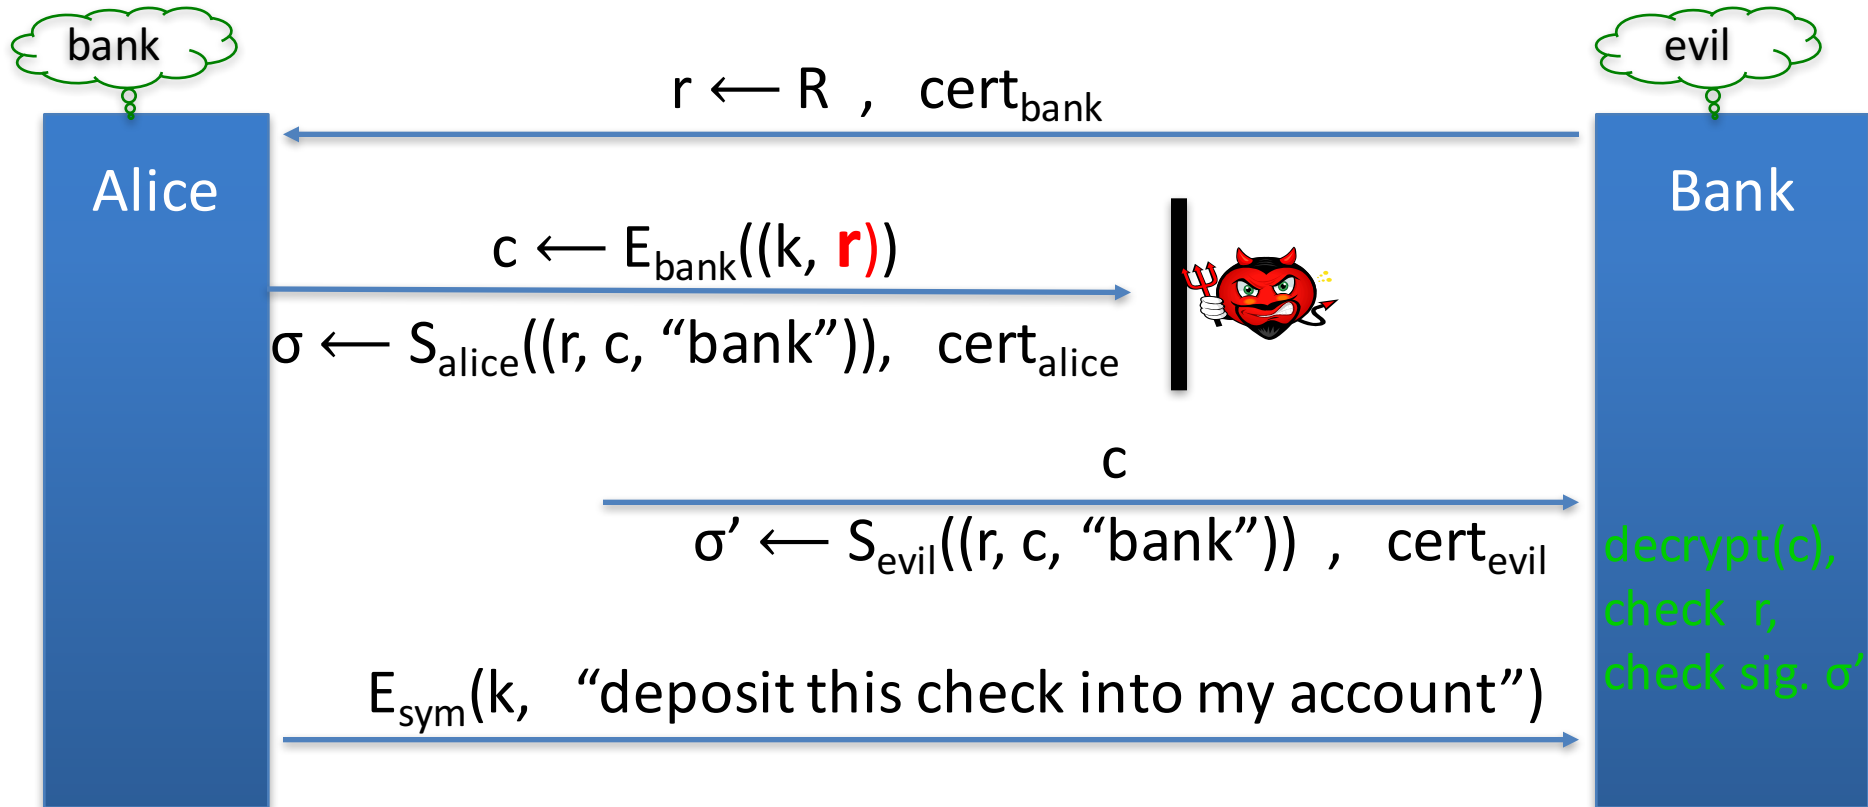 bank
evil
r ⟵ R , cert_bank
Alice
Bank
c ⟵ E_bank((k, r))
σ ⟵ S_alice((r, c, “bank”)), cert_alice
c
σ’ ⟵ S_evil((r, c, “bank”)) , cert_evil
decrypt(c),
check r,
check sig. σ’
E_sym(k, “deposit this check into my account”)